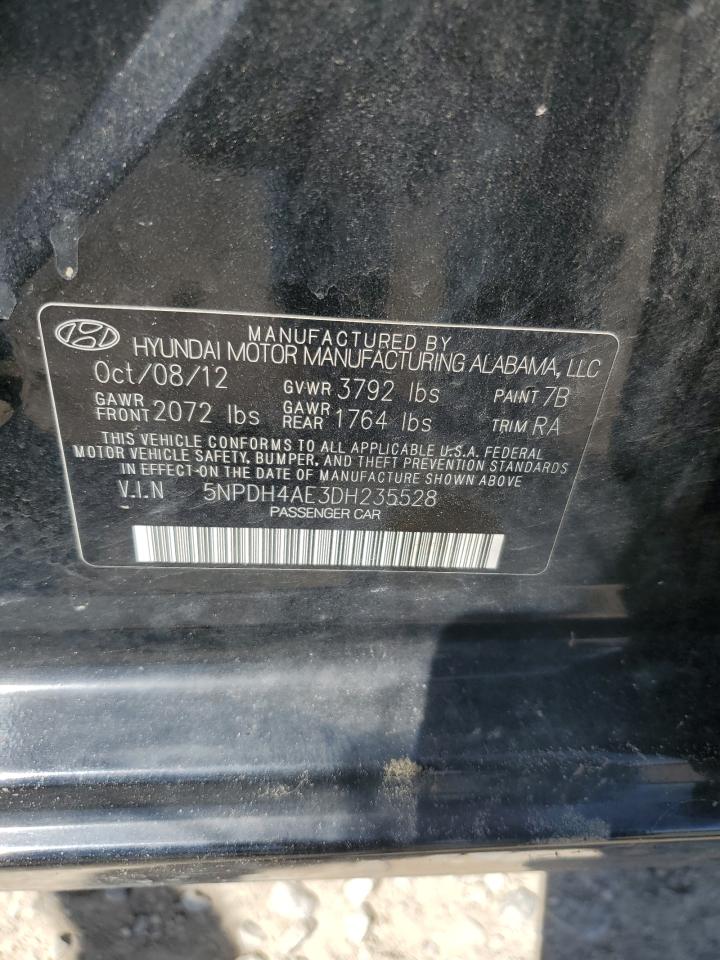 MANUFACTURED BY
HYUNDAI MOTOR MANUFACTURING ALABAMA, LLC
Oct/08/12 GVWR 3792 lbs PAINT 7B
GAWR FRONT 2072 lbs GAWR REAR 1764 lbs TRIM RA
THIS VEHICLE CONFORMS TO ALL APPLICABLE U.S.A. FEDERAL
MOTOR VEHICLE SAFETY, BUMPER, AND THEFT PREVENTION STANDARDS
IN EFFECT ON THE DATE OF MANUFACTURE SHOWN ABOVE
V.I.N 5NPDH4AE3DH235528
PASSENGER CAR